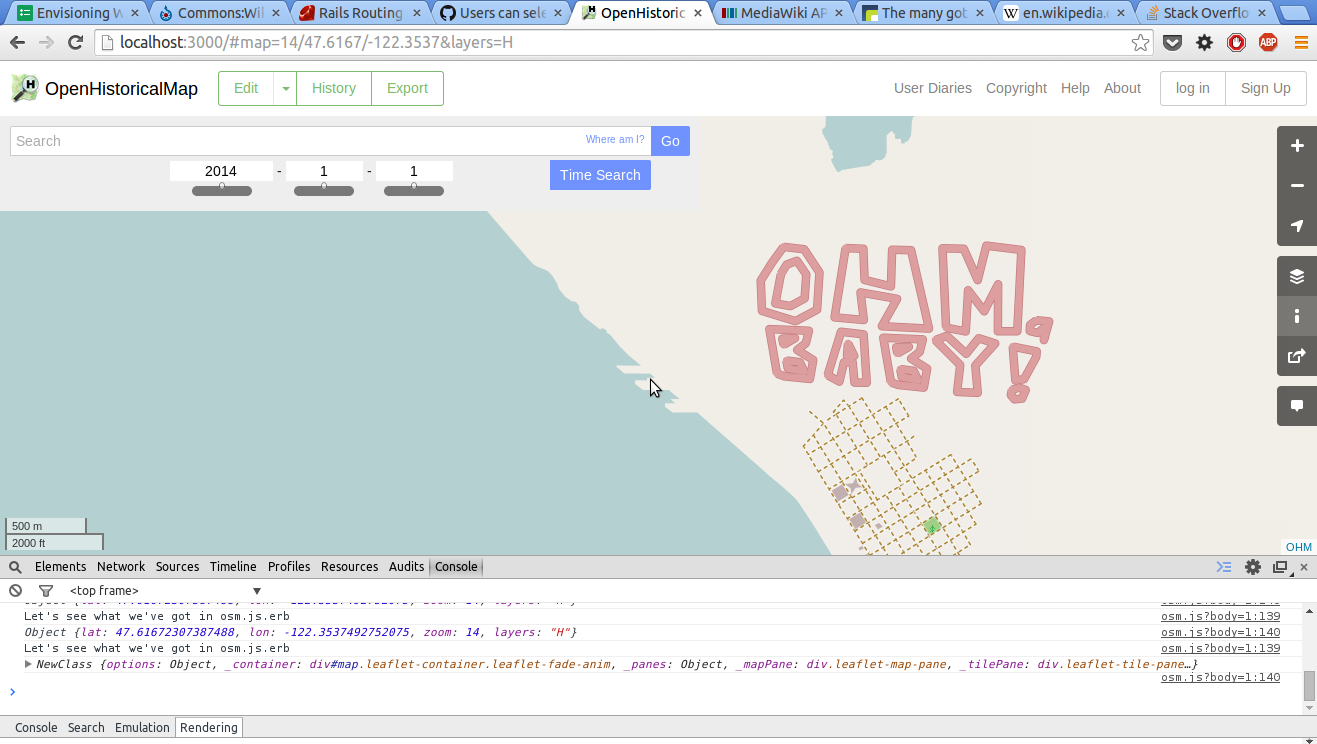 Envisioning W
Commons:Wil
Rails Routing
Users can sele
OpenHistoric
MediaWiki AP
The many got
en.wikipedia.o
Stack Overflo
localhost:3000/#map=14/47.6167/-122.3537&layers=H
ABP
OpenHistoricalMap
Edit
History
Export
User Diaries
Copyright
Help
About
log in
Sign Up
Search
Where am I?
Go
2014 - 1 - 1
Time Search
OHM,
BABY!
500 m
2000 ft
OHM
Elements Network Sources Timeline Profiles Resources Audits Console
<top frame>
Let's see what we've got in osm.js.erb osm.js?body=1:139
Object {lat: 47.61672307387488, lon: -122.3537492752075, zoom: 14, layers: "H"} osm.js?body=1:140
Let's see what we've got in osm.js.erb osm.js?body=1:139
NewClass {options: Object, _container: div#map.leaflet-container.leaflet-fade-anim, _panes: Object, _mapPane: div.leaflet-map-pane, _tilePane: div.leaflet-tile-pane…}
osm.js?body=1:140
Console Search Emulation Rendering